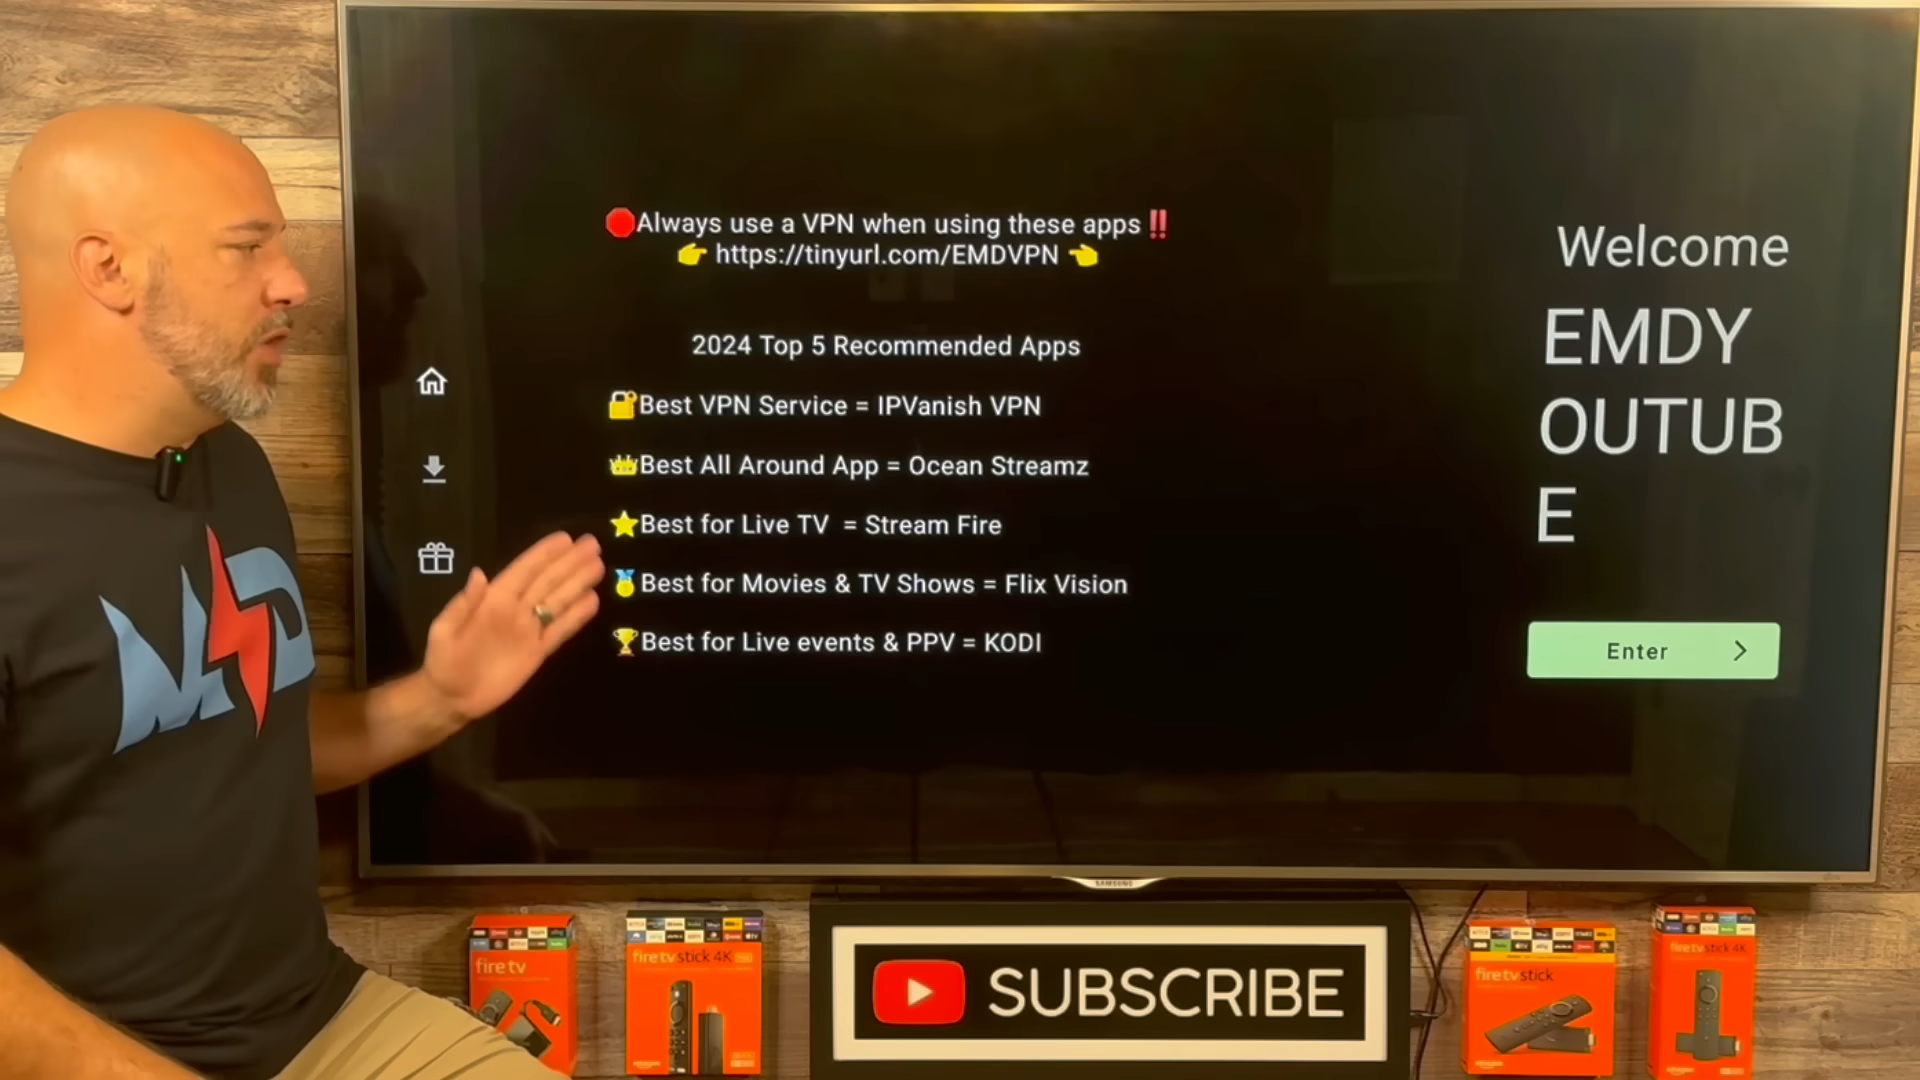 🛑Always use a VPN when using these apps‼️
👉 https://tinyurl.com/EMDVPN 👈
2024 Top 5 Recommended Apps
🔐Best VPN Service = IPVanish VPN
👑Best All Around App = Ocean Streamz
⭐Best for Live TV = Stream Fire
🏅Best for Movies & TV Shows = Flix Vision
🏆Best for Live events & PPV = KODI
Welcome
EMDY
OUTUB
E
Enter
MD
SAMSUNG
fire tv
fire tv stick 4K
SUBSCRIBE
fire tv stick
fire tv stick 4K